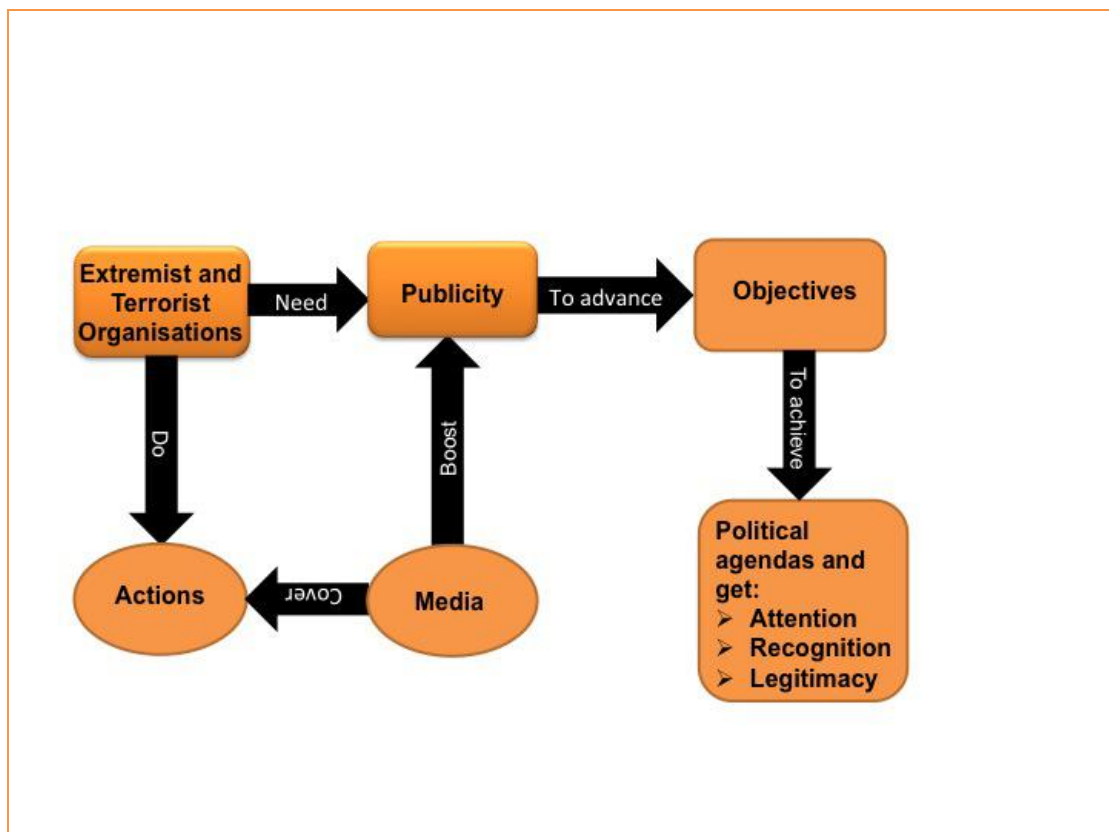 Extremist and
Terrorist
Organisations
Need
Publicity
To advance
Objectives
Do
Boost
To achieve
Actions
Cover
Media
Political
agendas and
get:
➢ Attention
➢ Recognition
➢ Legitimacy